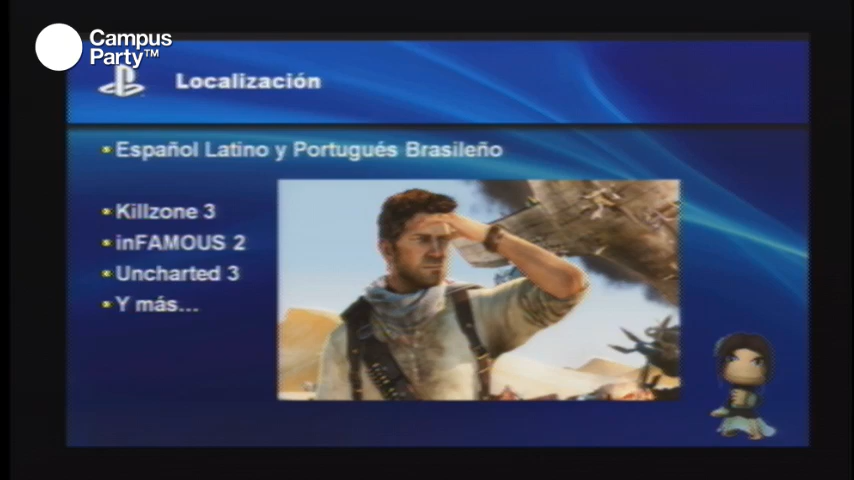 Campus
Party™
Localización
Español Latino y Portugués Brasileño
Killzone 3
inFAMOUS 2
Uncharted 3
Y más...